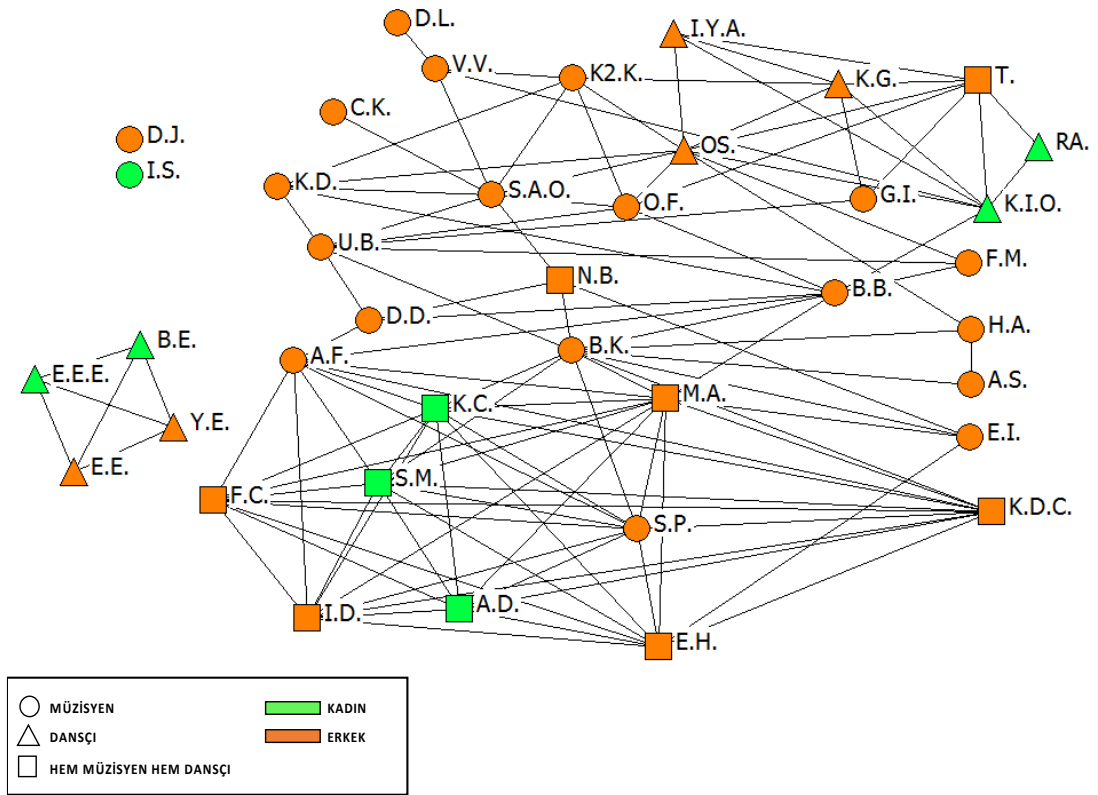 D.L.
I.Y.A.
V.V.
K2.K.
K.G.
T.
C.K.
D.J.
OS.
RA.
I.S.
K.D.
S.A.O.
O.F.
G.I.
K.I.O.
U.B.
F.M.
N.B.
B.B.
D.D.
H.A.
B.E.
A.F.
B.K.
E.E.E.
M.A.
A.S.
K.C.
Y.E.
E.I.
E.E.
S.M.
F.C.
K.D.C.
S.P.
I.D.
A.D.
E.H.
MÜZİSYEN
KADIN
DANSÇI
ERKEK
HEM MÜZİSYEN HEM DANSÇI